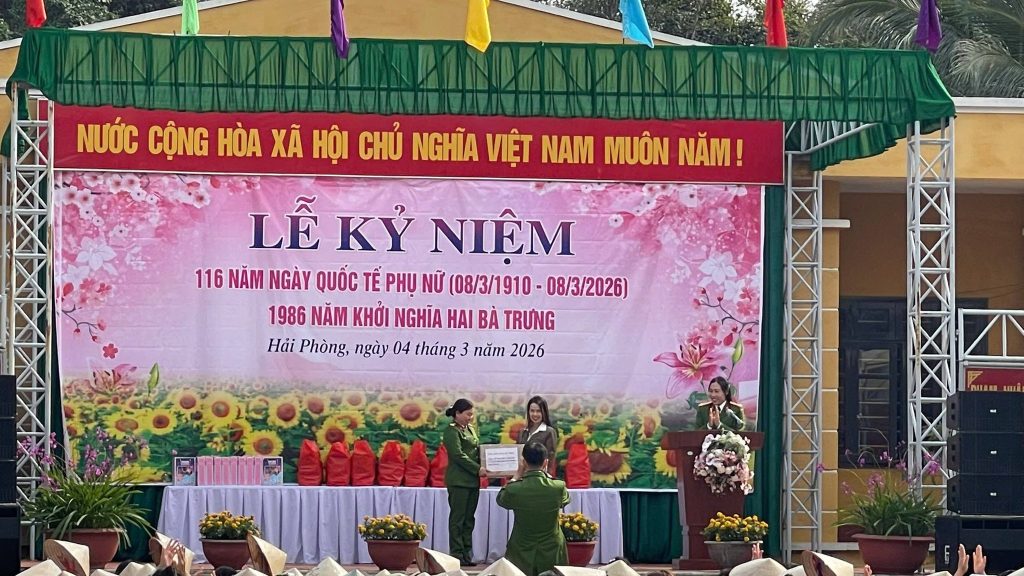 NƯỚC CỘNG HÒA XÃ HỘI CHỦ NGHĨA VIỆT NAM MUÔN NĂM !
LỄ KỶ NIỆM
116 NĂM NGÀY QUỐC TẾ PHỤ NỮ (08/3/1910 - 08/3/2026)
1986 NĂM KHỞI NGHĨA HAI BÀ TRƯNG
Hải Phòng, ngày 04 tháng 3 năm 2026